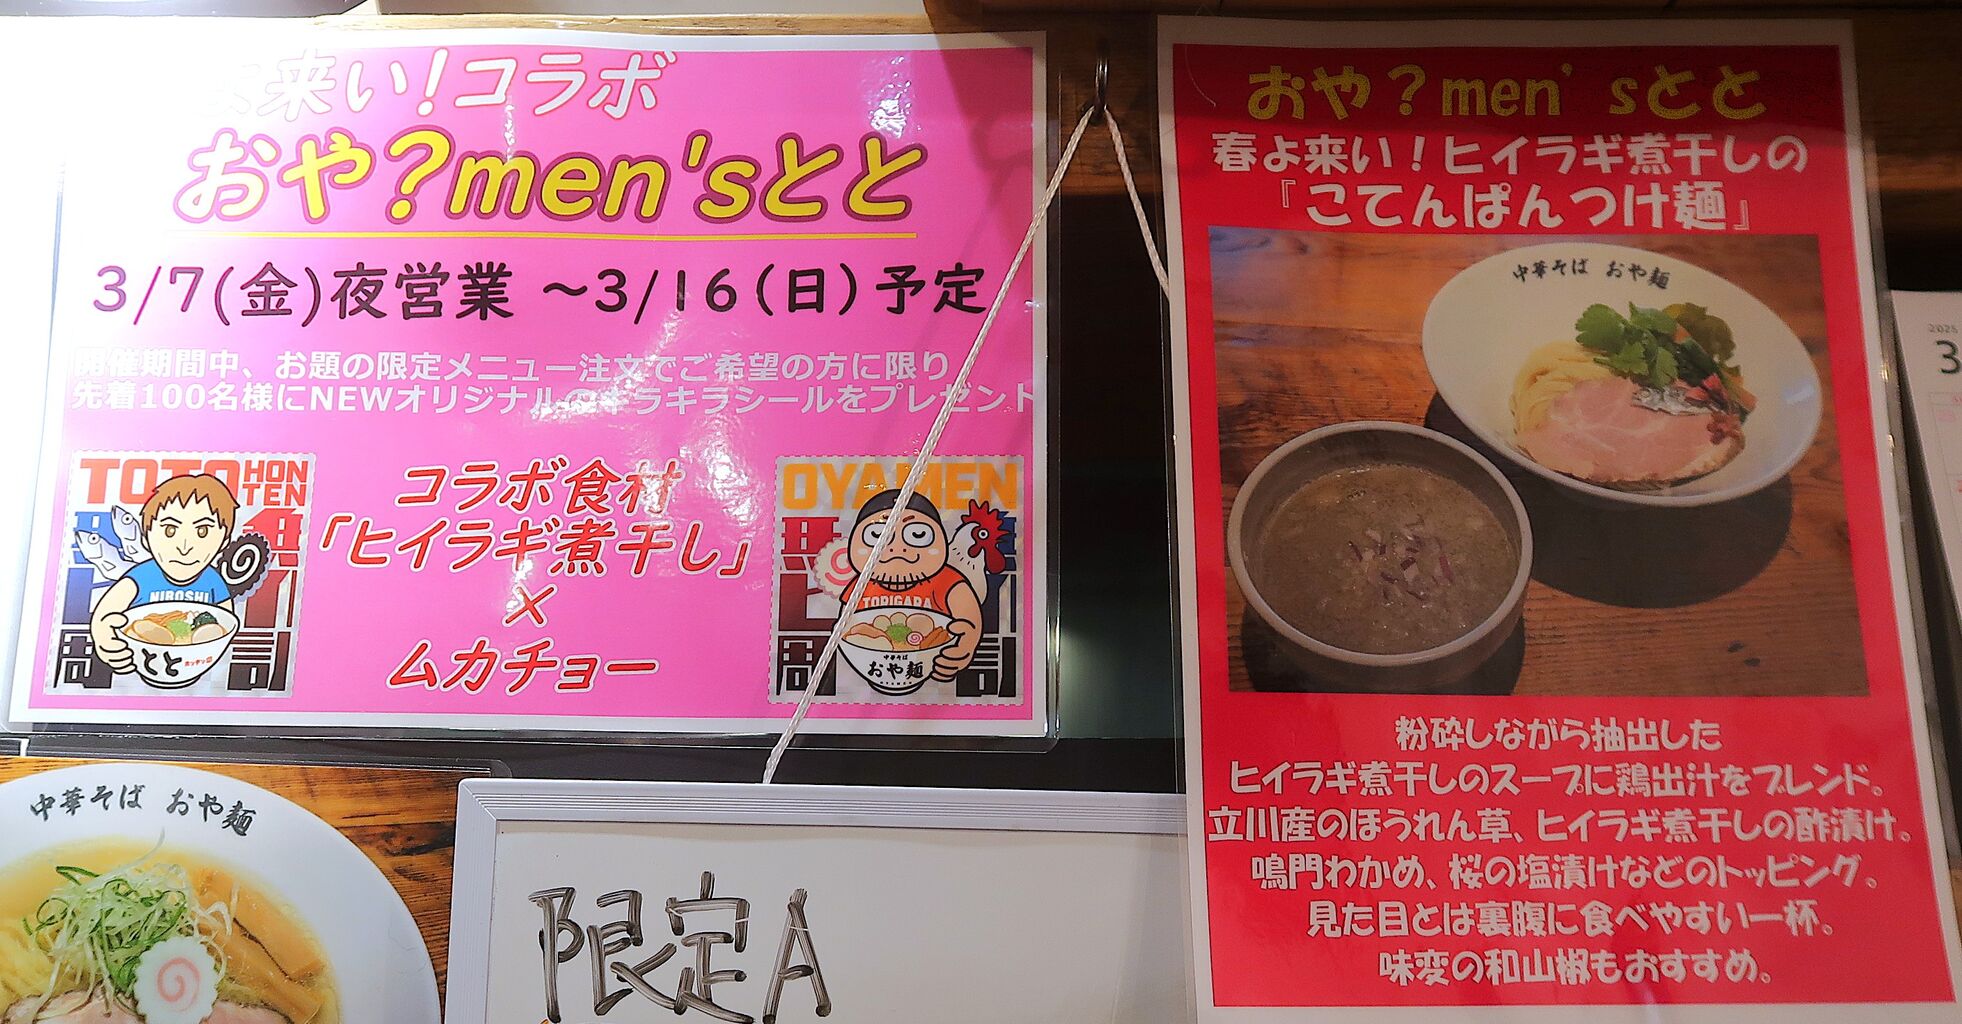 よ来い！コラボ
おや？men'sとと
3/7(金)夜営業 ～3/16(日)予定
開催期間中、お題の限定メニュー注文でご希望の方に限り
先着100名様にNEWオリジナルのキラキラシールをプレゼント
TOTO HON TEN
HIROSHI
とと
コラボ食材
「ヒイラギ煮干し」
×
ムカチョー
OYAMEN
TORIGARA
中華そば
おや麺
中華そば おや麺
限定A
おや？men'sとと
春よ来い！ヒイラギ煮干しの
『こてんぱんつけ麺』
中華そば おや麺
粉砕しながら抽出した
ヒイラギ煮干しのスープに鶏出汁をブレンド。
立川産のほうれん草、ヒイラギ煮干しの酢漬け。
鳴門わかめ、桜の塩漬けなどのトッピング。
見た目とは裏腹に食べやすい一杯。
味変の和山椒もおすすめ。
2025
3